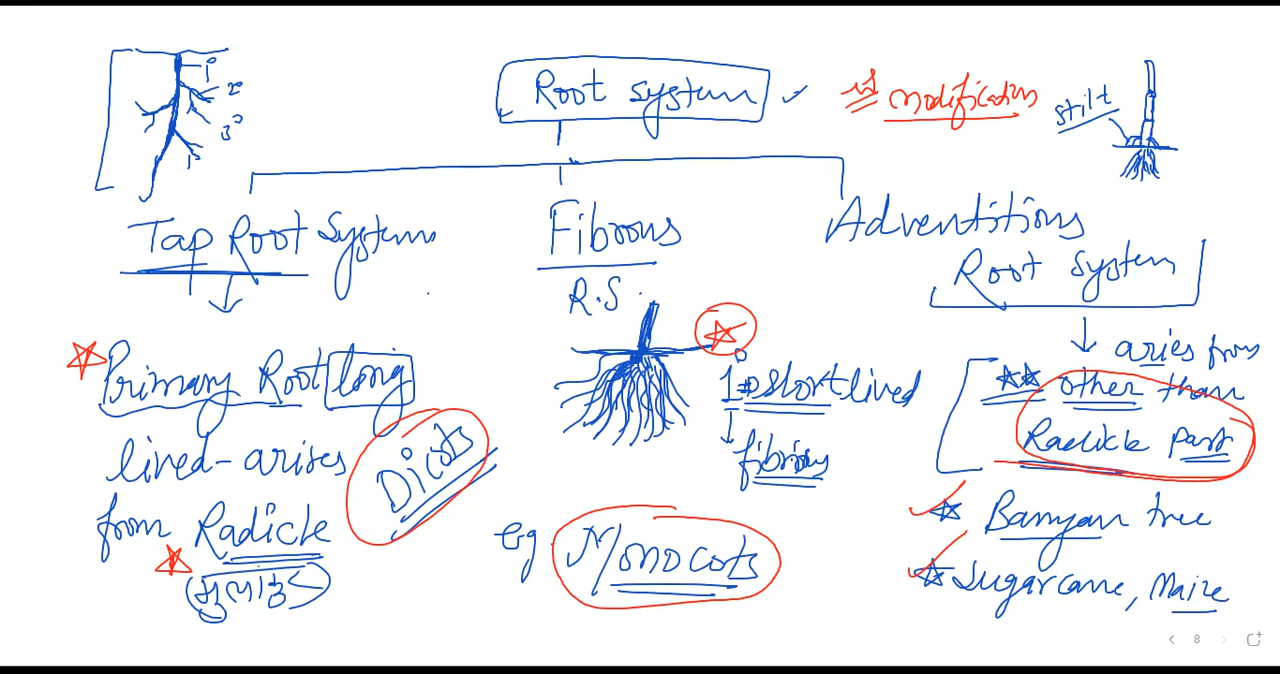 Root system
modification
stilt
1°
2°
3°
Tap Root System
Fibrous
R.S.
Adventitious
Root system
Primary Root long
lived-arises
from Radicle
Dicots
1° ⇒ short lived
fibrous
eg. Monocots
aries from
other than
Radicle part
Banyan tree
Sugarcane, Maize
8